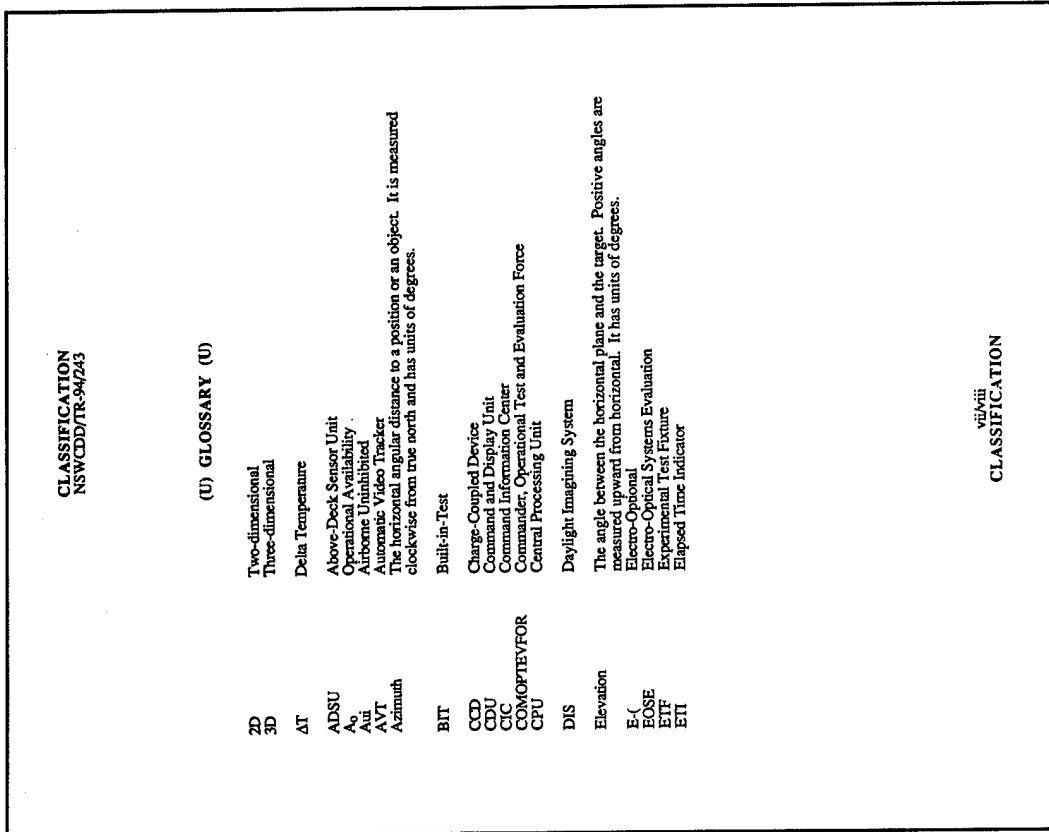 CLASSIFICATION
NSWCDD/TR-94/243
(U) GLOSSARY (U)
2D Two-dimensional
3D Three-dimensional
ΔT Delta Temperature
ADSU Above-Deck Sensor Unit
Ao Operational Availability
Aui Airborne Uninhibited
AVT Automatic Video Tracker
Azimuth The horizontal angular distance to a position or an object. It is measured
clockwise from true north and has units of degrees.
BIT Built-in-Test
CCD Charge-Coupled Device
CDU Command and Display Unit
CIC Command Information Center
COMOPTEVFOR Commander, Operational Test and Evaluation Force
CPU Central Processing Unit
DIS Daylight Imagining System
Elevation The angle between the horizontal plane and the target. Positive angles are
measured upward from horizontal. It has units of degrees.
E-( Electro-Optional
EOSE Electro-Optical Systems Evaluation
ETF Experimental Test Fixture
ETI Elapsed Time Indicator
vii/viii
CLASSIFICATION